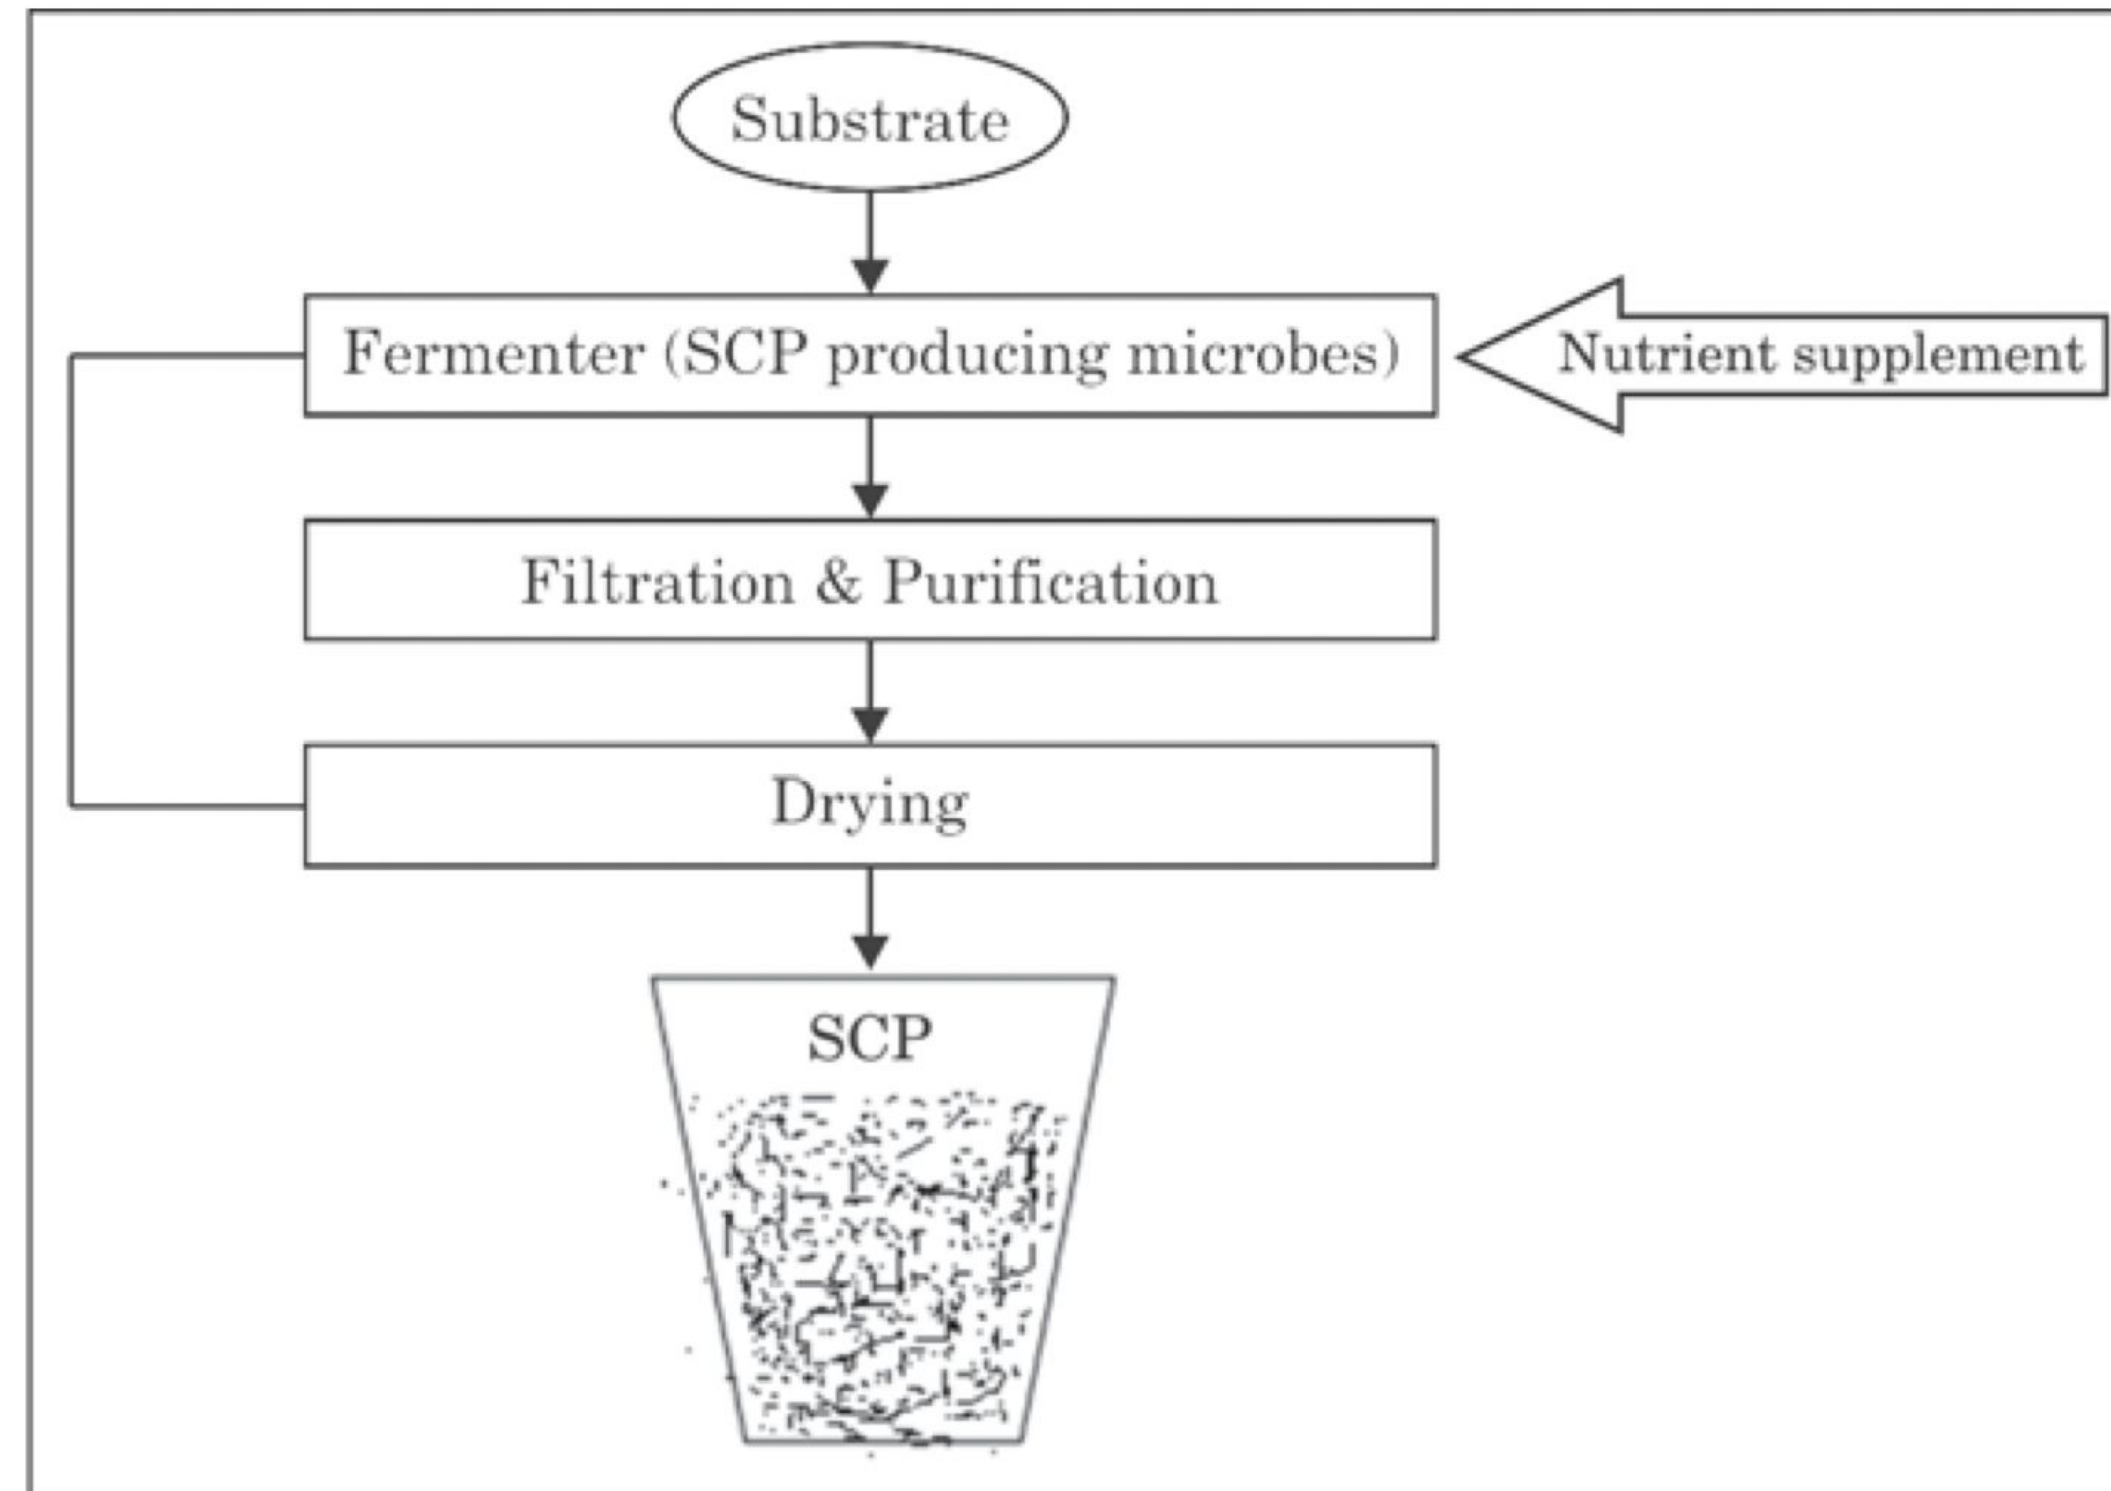 Substrate
Fermenter (SCP producing microbes)
Nutrient supplement
Filtration & Purification
Drying
SCP